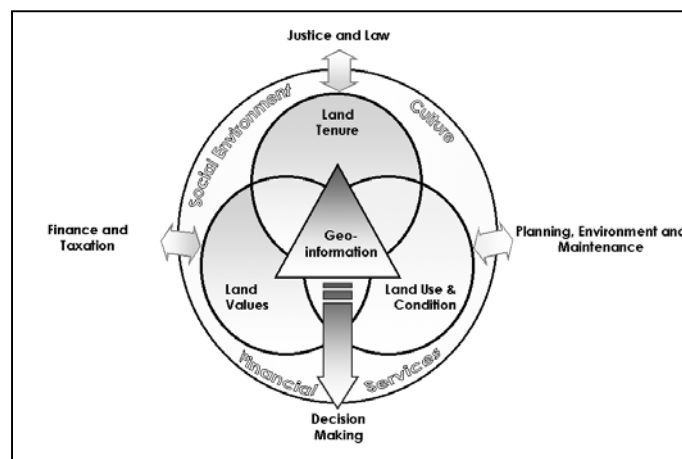 Justice and Law
Social Environment
Culture
Land
Tenure
Finance and
Taxation
Geo-
information
Planning, Environment and
Maintenance
Land
Values
Land Use &
Condition
Financial
Services
Decision
Making